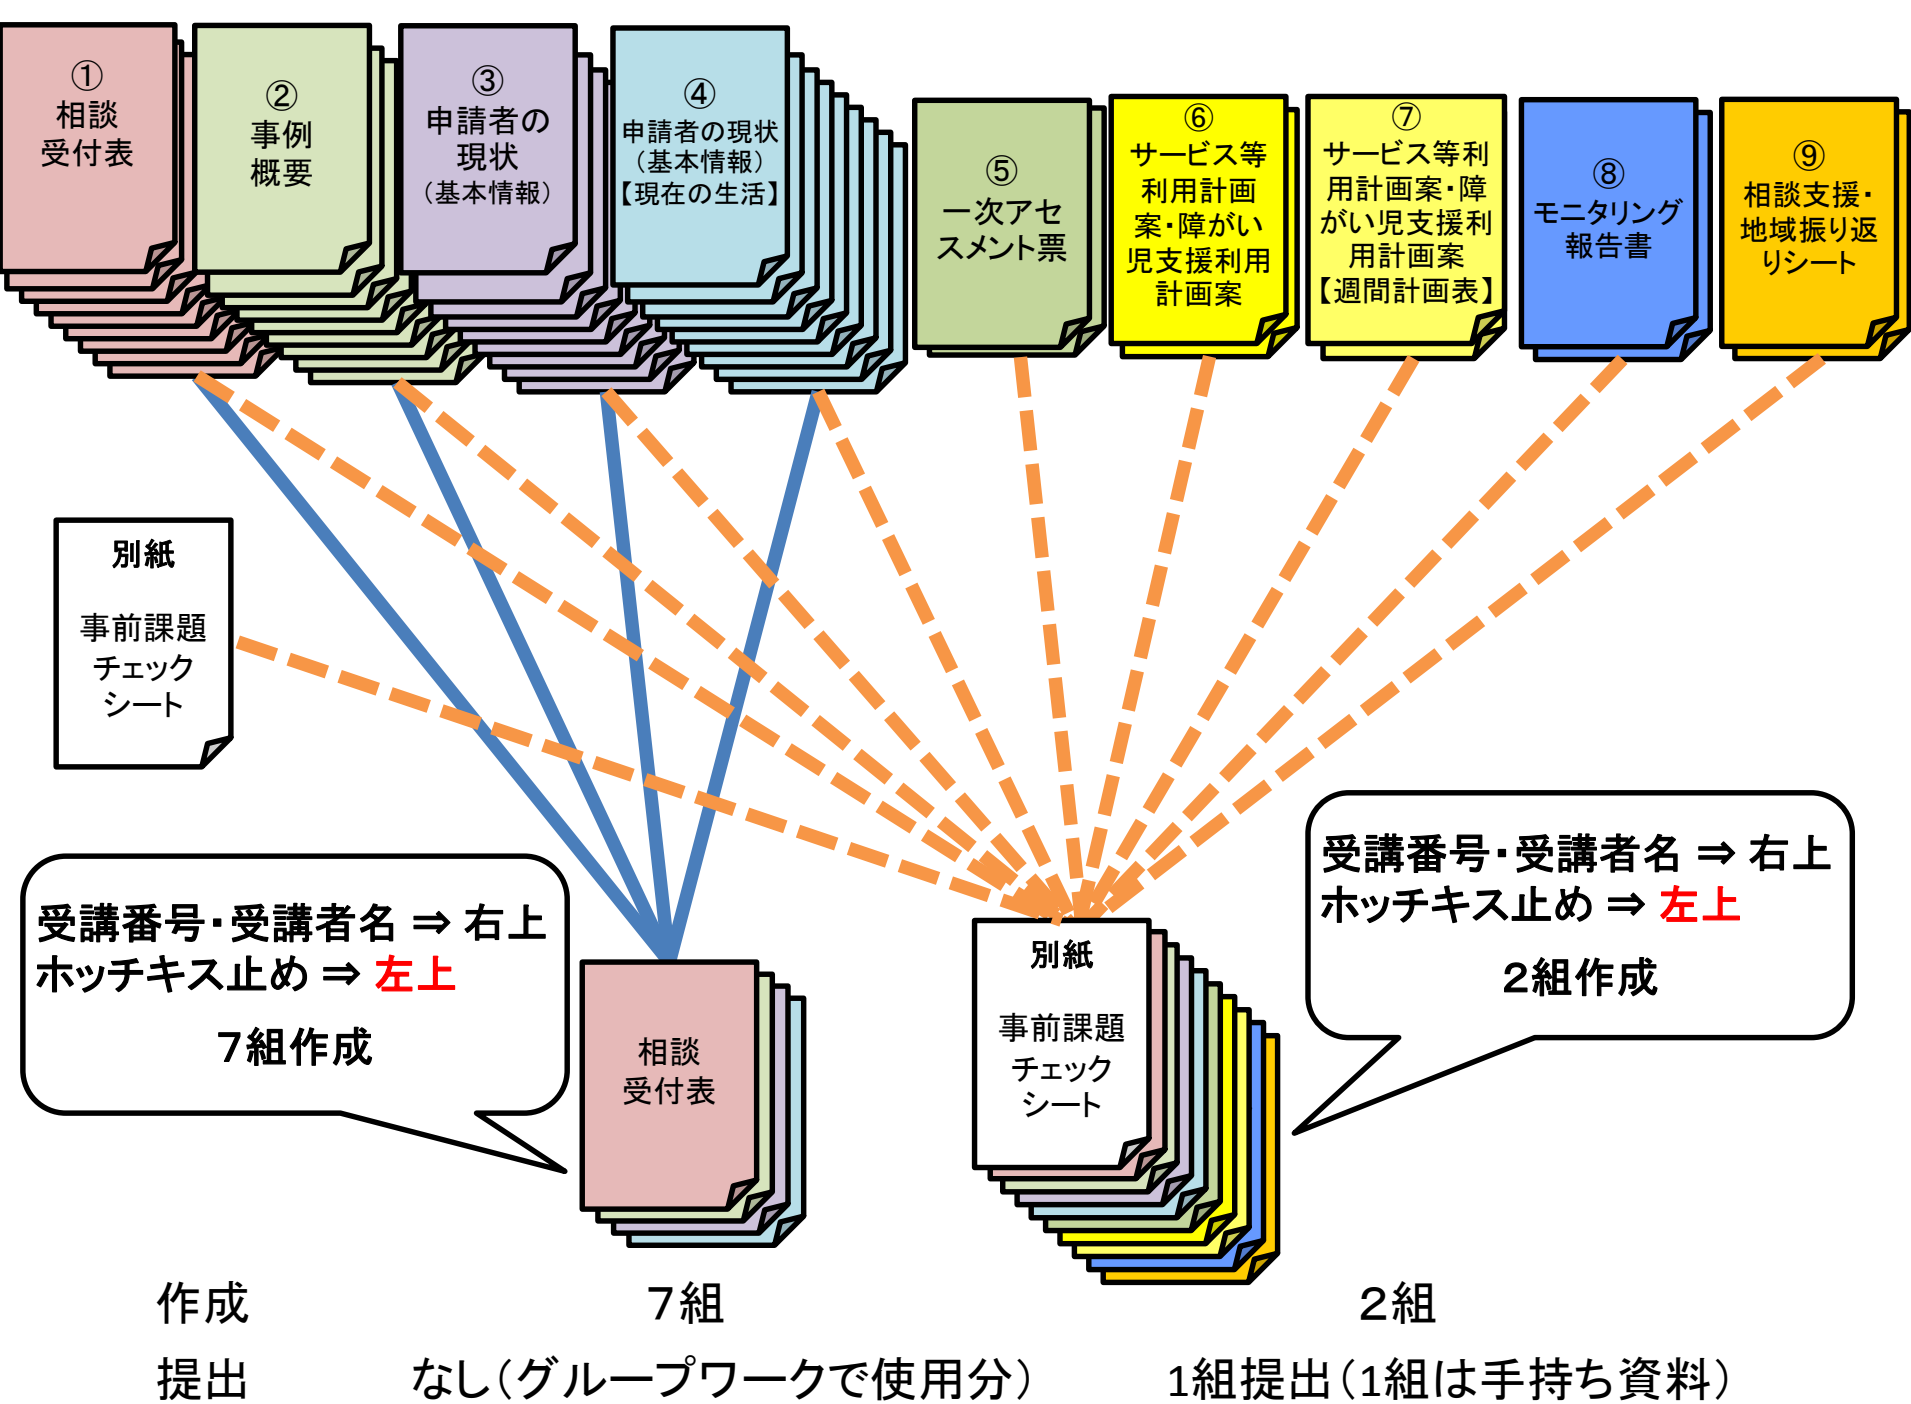 ①
相談
受付表
②
事例
概要
③
申請者の
現状
（基本情報）
④
申請者の現状
（基本情報）
【現在の生活】
⑤
一次アセ
スメント票
⑥
サービス等
利用計画
案・障がい
児支援利用
計画案
⑦
サービス等利
用計画案・障
がい児支援利
用計画案
【週間計画表】
⑧
モニタリング
報告書
⑨
相談支援・
地域振り返
りシート
別紙
事前課題
チェック
シート
受講番号・受講者名 ⇒ 右上
ホッチキス止め ⇒ 左上
７組作成
相談
受付表
別紙
事前課題
チェック
シート
受講番号・受講者名 ⇒ 右上
ホッチキス止め ⇒ 左上
２組作成
作成 ７組 ２組
提出 なし（グループワークで使用分） 1組提出（1組は手持ち資料）